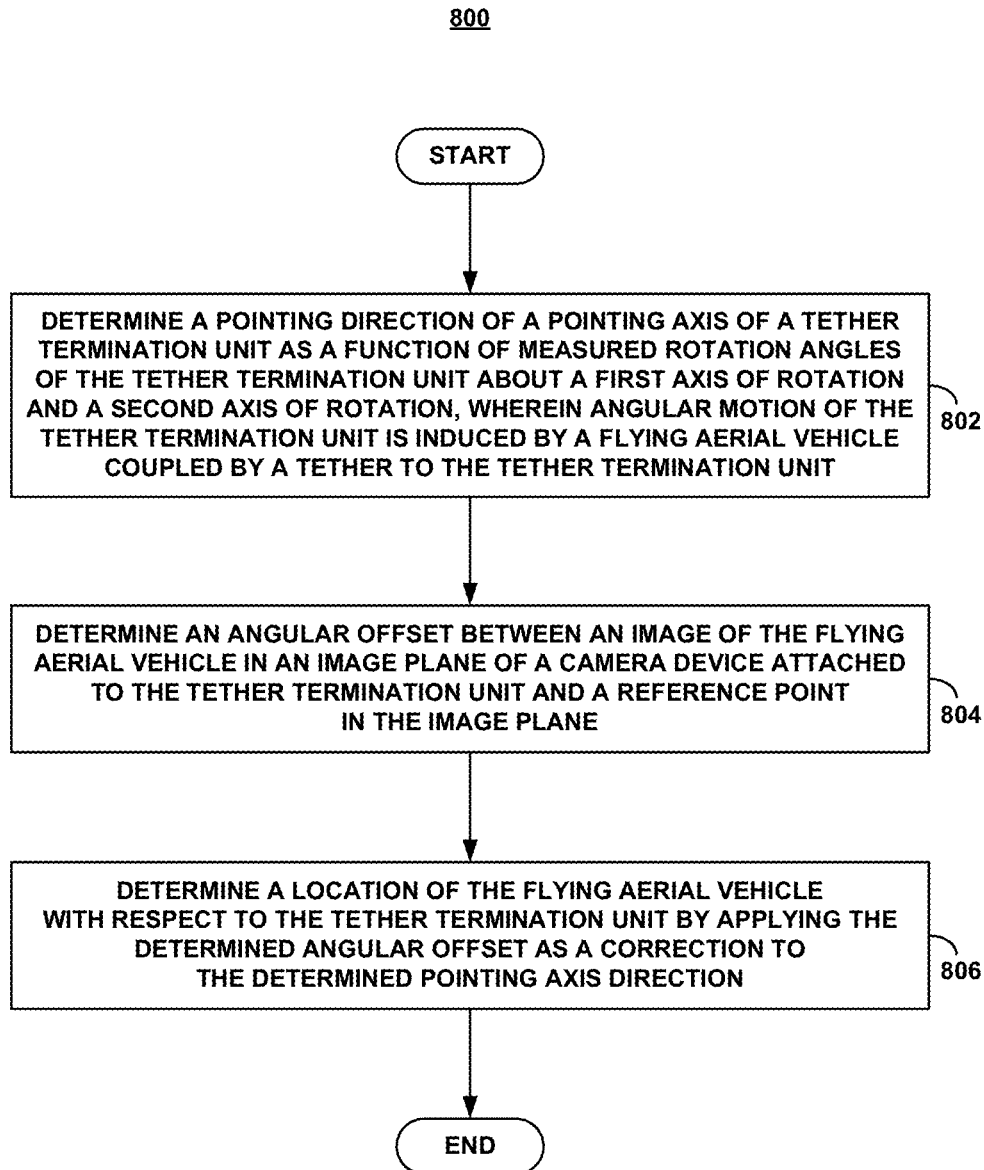 800
START
DETERMINE A POINTING DIRECTION OF A POINTING AXIS OF A TETHER
TERMINATION UNIT AS A FUNCTION OF MEASURED ROTATION ANGLES
OF THE TETHER TERMINATION UNIT ABOUT A FIRST AXIS OF ROTATION
AND A SECOND AXIS OF ROTATION, WHEREIN ANGULAR MOTION OF THE
TETHER TERMINATION UNIT IS INDUCED BY A FLYING AERIAL VEHICLE
COUPLED BY A TETHER TO THE TETHER TERMINATION UNIT
802
DETERMINE AN ANGULAR OFFSET BETWEEN AN IMAGE OF THE FLYING
AERIAL VEHICLE IN AN IMAGE PLANE OF A CAMERA DEVICE ATTACHED
TO THE TETHER TERMINATION UNIT AND A REFERENCE POINT
IN THE IMAGE PLANE
804
DETERMINE A LOCATION OF THE FLYING AERIAL VEHICLE
WITH RESPECT TO THE TETHER TERMINATION UNIT BY APPLYING THE
DETERMINED ANGULAR OFFSET AS A CORRECTION TO
THE DETERMINED POINTING AXIS DIRECTION
806
END